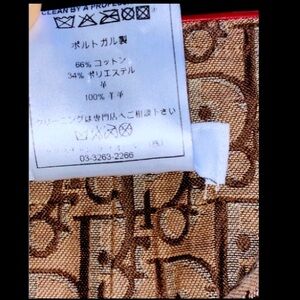 CLEAN BY A PROFES
ポルトガル製
66% コットン
34% ポリエステル
羊
100% 羊革
クリーニングは専門店へご相談下さい
03-3263-2266